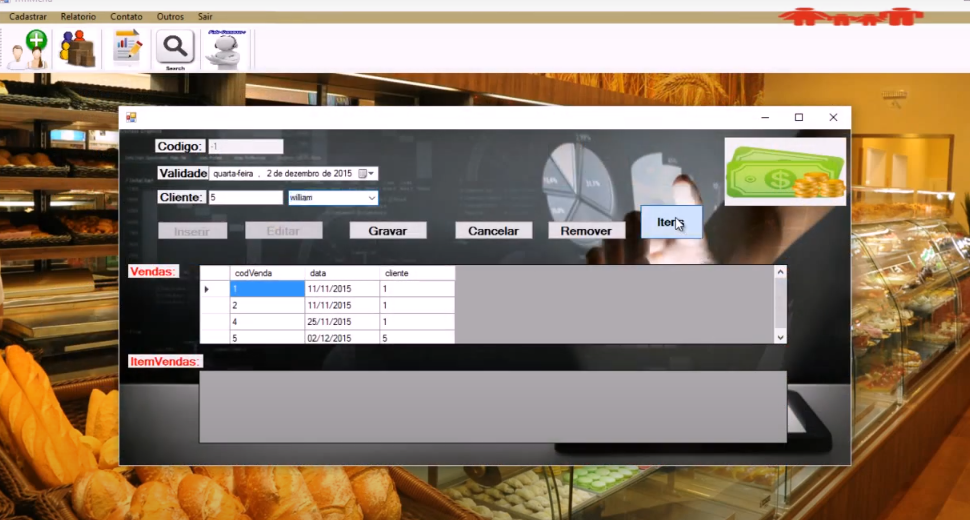 Cadastrar Relatorio Contato Outros Sair
Search
Codigo: -1
Validade quarta-feira , 2 de dezembro de 2015
Cliente: 5 william
Inserir Editar Gravar Cancelar Remover
Vendas:
codVenda data cliente
1 11/11/2015 1
2 11/11/2015 1
4 25/11/2015 1
5 02/12/2015 5
ItemVendas: